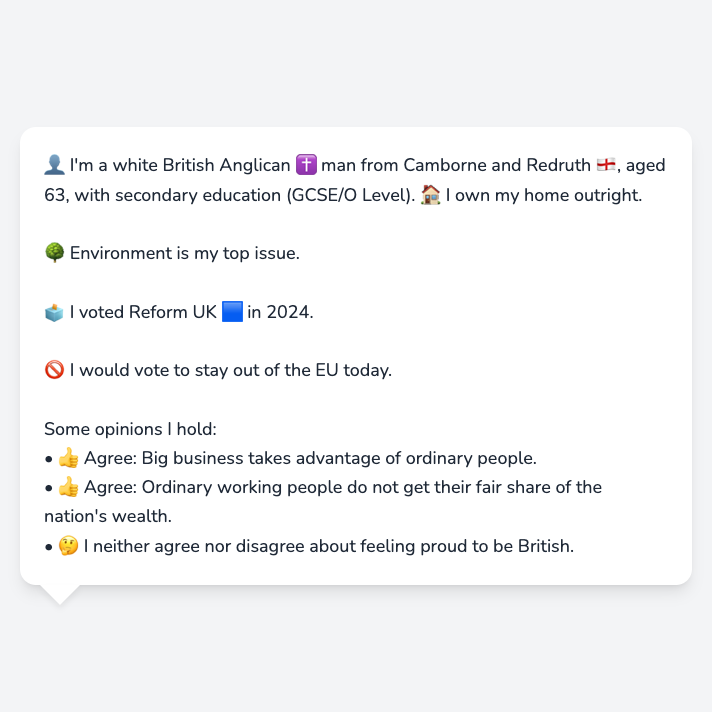 👤 I'm a white British Anglican ✝️ man from Camborne and Redruth 🏴󠁧󠁢󠁥󠁮󠁧󠁿, aged
63, with secondary education (GCSE/O Level). 🏠 I own my home outright.
🌳 Environment is my top issue.
🗳️ I voted Reform UK 🟦 in 2024.
🚫 I would vote to stay out of the EU today.
Some opinions I hold:
• 👍 Agree: Big business takes advantage of ordinary people.
• 👍 Agree: Ordinary working people do not get their fair share of the
nation's wealth.
• 🤔 I neither agree nor disagree about feeling proud to be British.